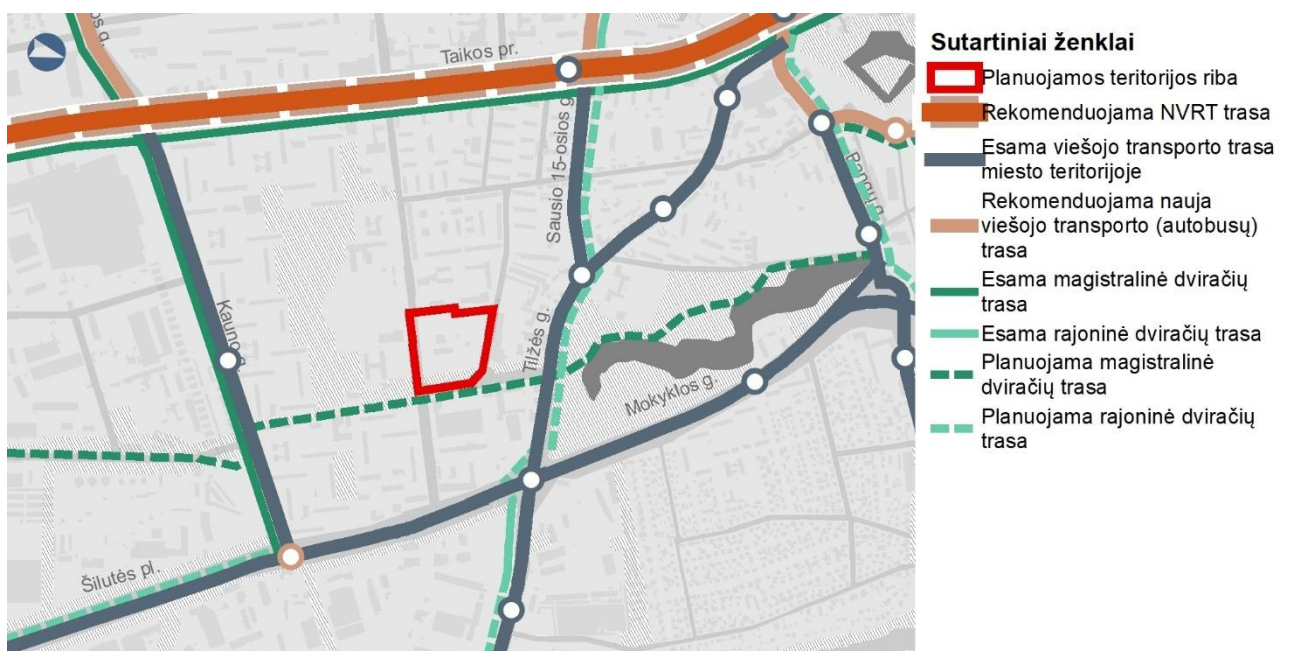 os g.
Taikos pr.
Sausio 15-osios g.
Bangų g.
Kauno g.
Tilžės g.
Mokyklos g.
Šilutės pl.
Sutartiniai ženklai
Planuojamos teritorijos riba
Rekomenduojama NVRT trasa
Esama viešojo transporto trasa
miesto teritorijoje
Rekomenduojama nauja
viešojo transporto (autobusų)
trasa
Esama magistralinė dviračių
trasa
Esama rajoninė dviračių trasa
Planuojama magistralinė
dviračių trasa
Planuojama rajoninė dviračių
trasa